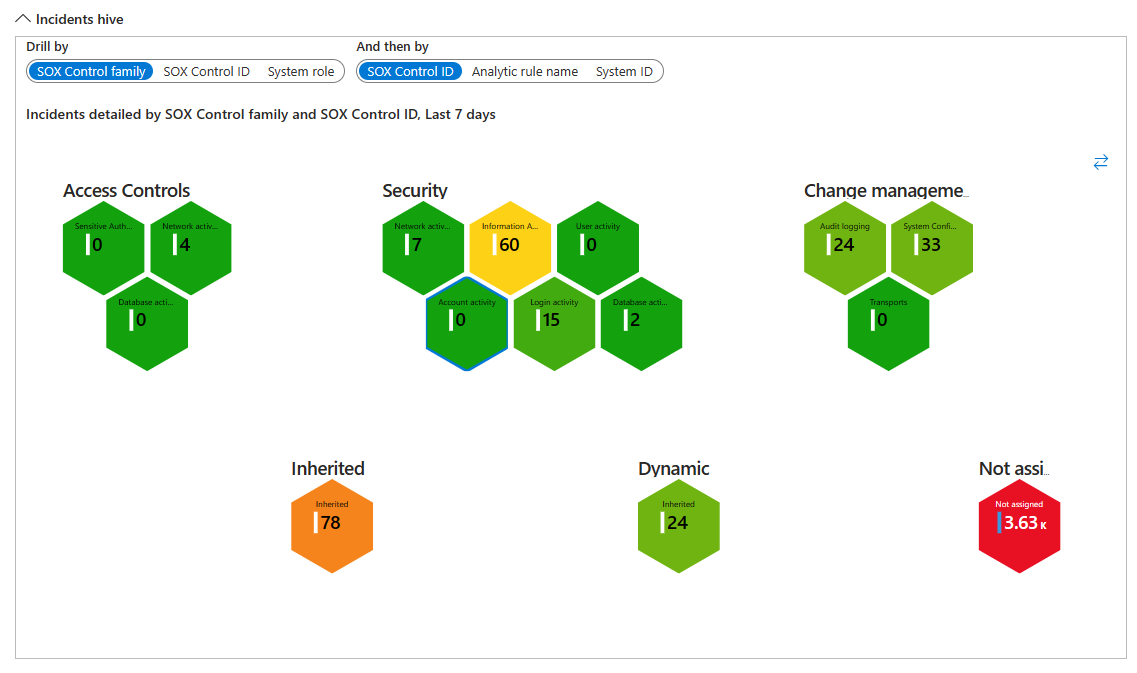 Incidents hive
Drill by
And then by
SOX Control family SOX Control ID System role
SOX Control ID Analytic rule name System ID
Incidents detailed by SOX Control family and SOX Control ID, Last 7 days
Access Controls
Sensitive Auth...
0
Network activ...
4
Database acti...
0
Security
Network activ...
7
Information A...
60
User activity
0
Account activity
0
Login activity
15
Database acti...
2
Change manageme...
Audit logging
24
System Confi...
33
Transports
0
Inherited
Inherited
78
Dynamic
Inherited
24
Not assi...
Not assigned
3.63 K